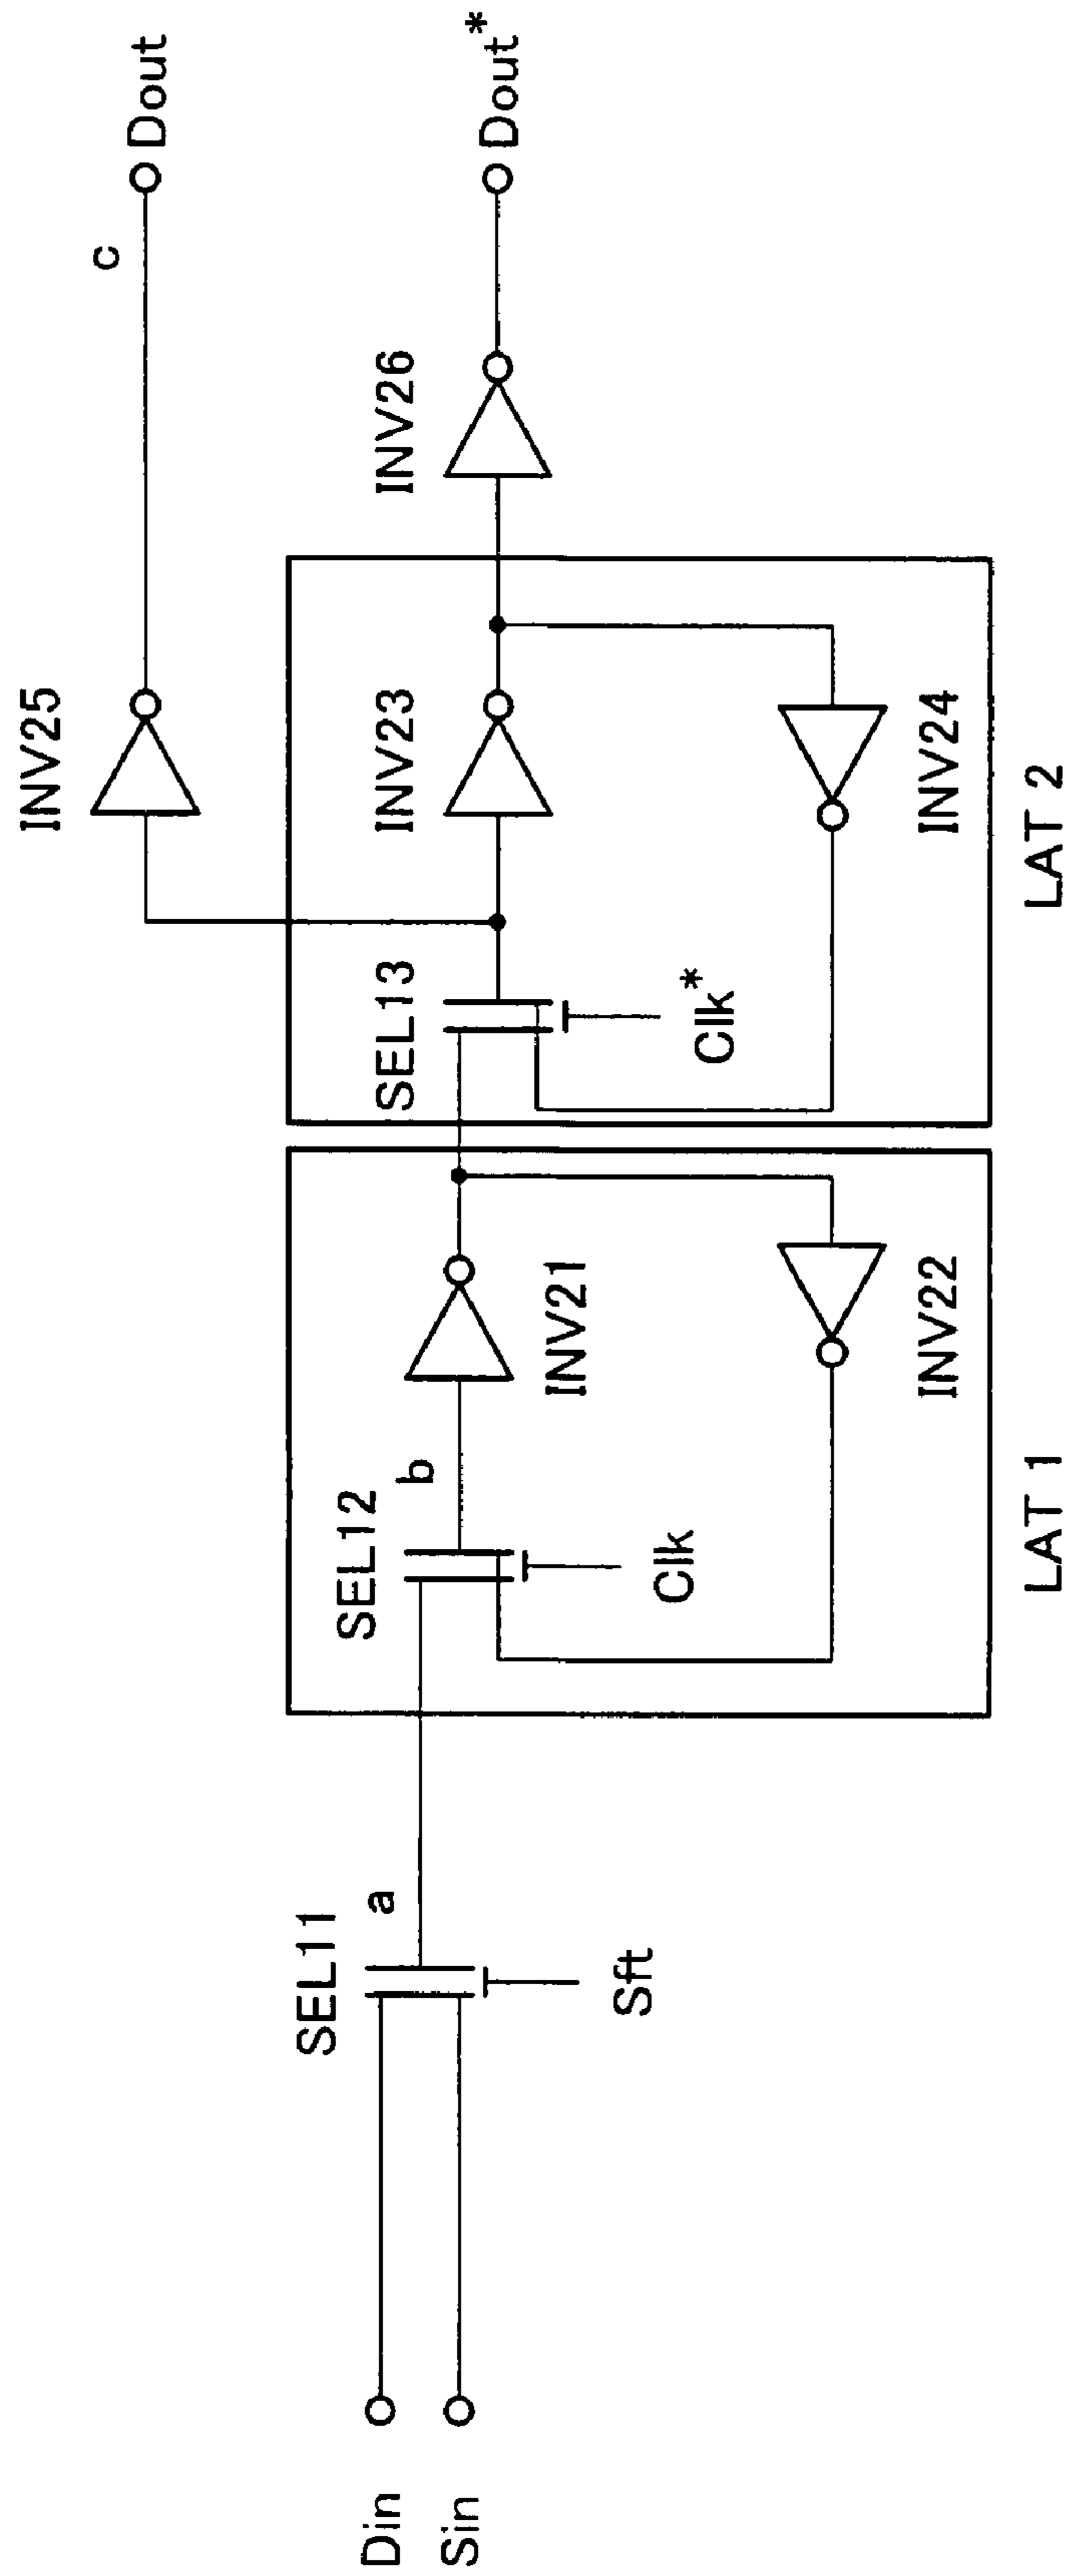 Din
Sin
SEL11
a
Sft
SEL12
b
Clk
INV21
INV22
LAT 1
SEL13
Clk*
INV23
INV24
LAT 2
INV25
INV26
c
Dout
Dout*